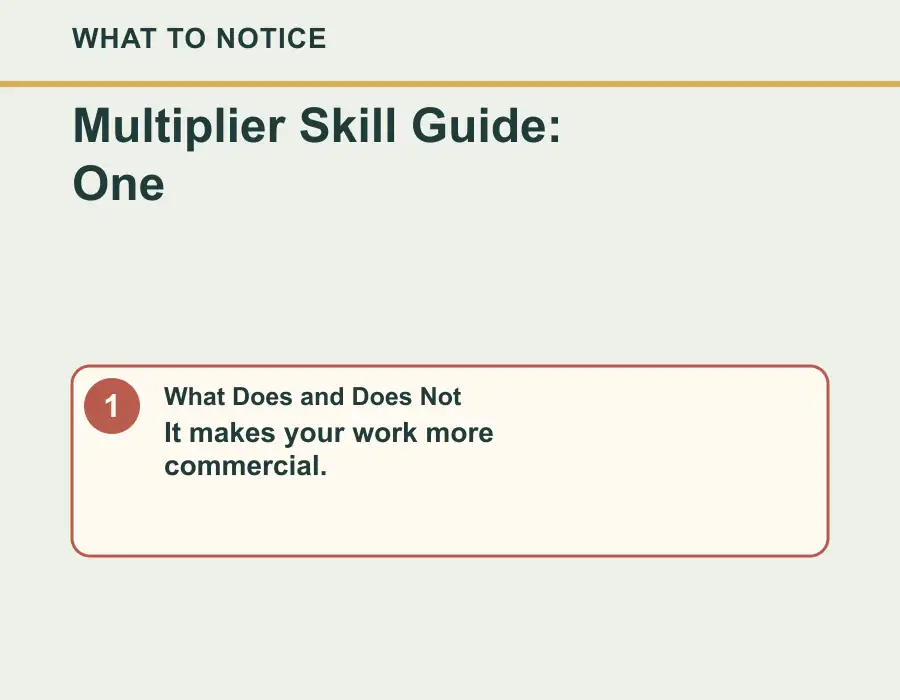 WHAT TO NOTICE
Multiplier Skill Guide:
One
1
What Does and Does Not
It makes your work more
commercial.